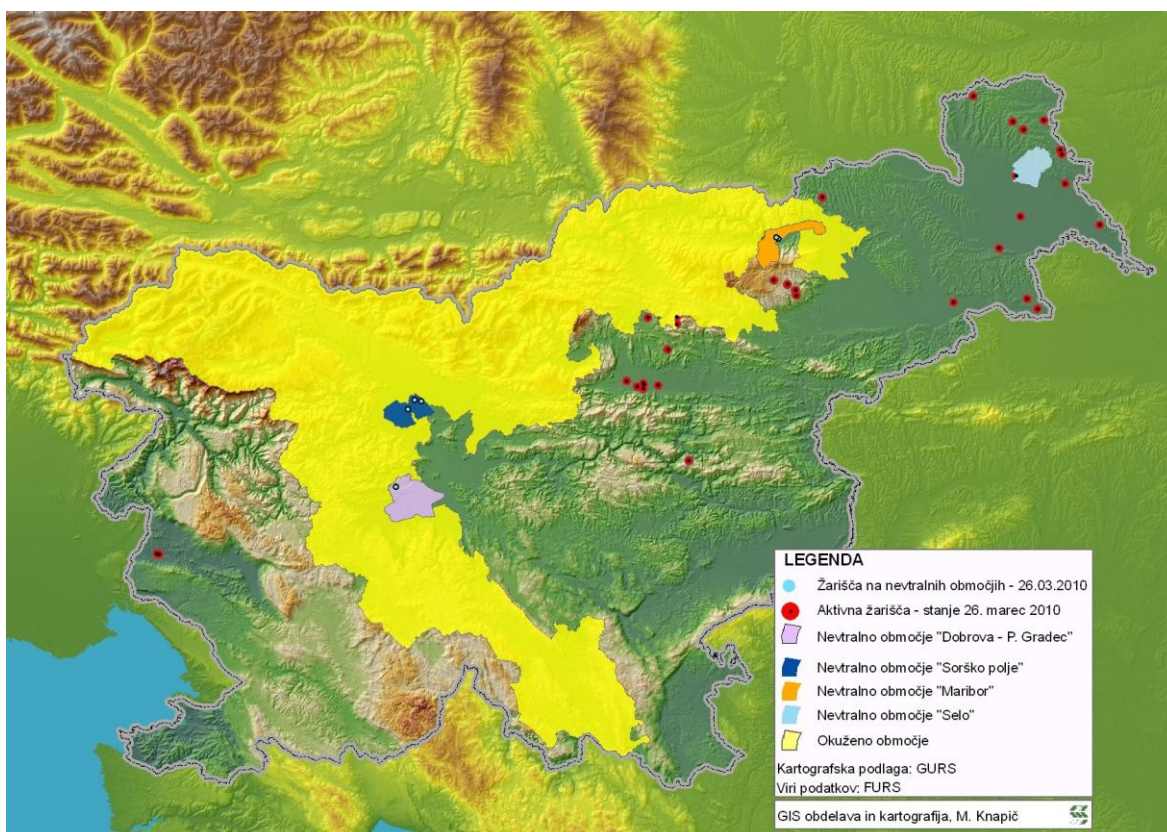 LEGENDA
Žarišča na nevtralnih območjih - 26.03.2010
Aktivna žarišča - stanje 26. marec 2010
Nevtralno območje "Dobrova - P. Gradec"
Nevtralno območje "Sorško polje"
Nevtralno območje "Maribor"
Nevtralno območje "Selo"
Okuženo območje
Kartografska podlaga: GURS
Viri podatkov: FURS
GIS obdelava in kartografija, M. Knapič